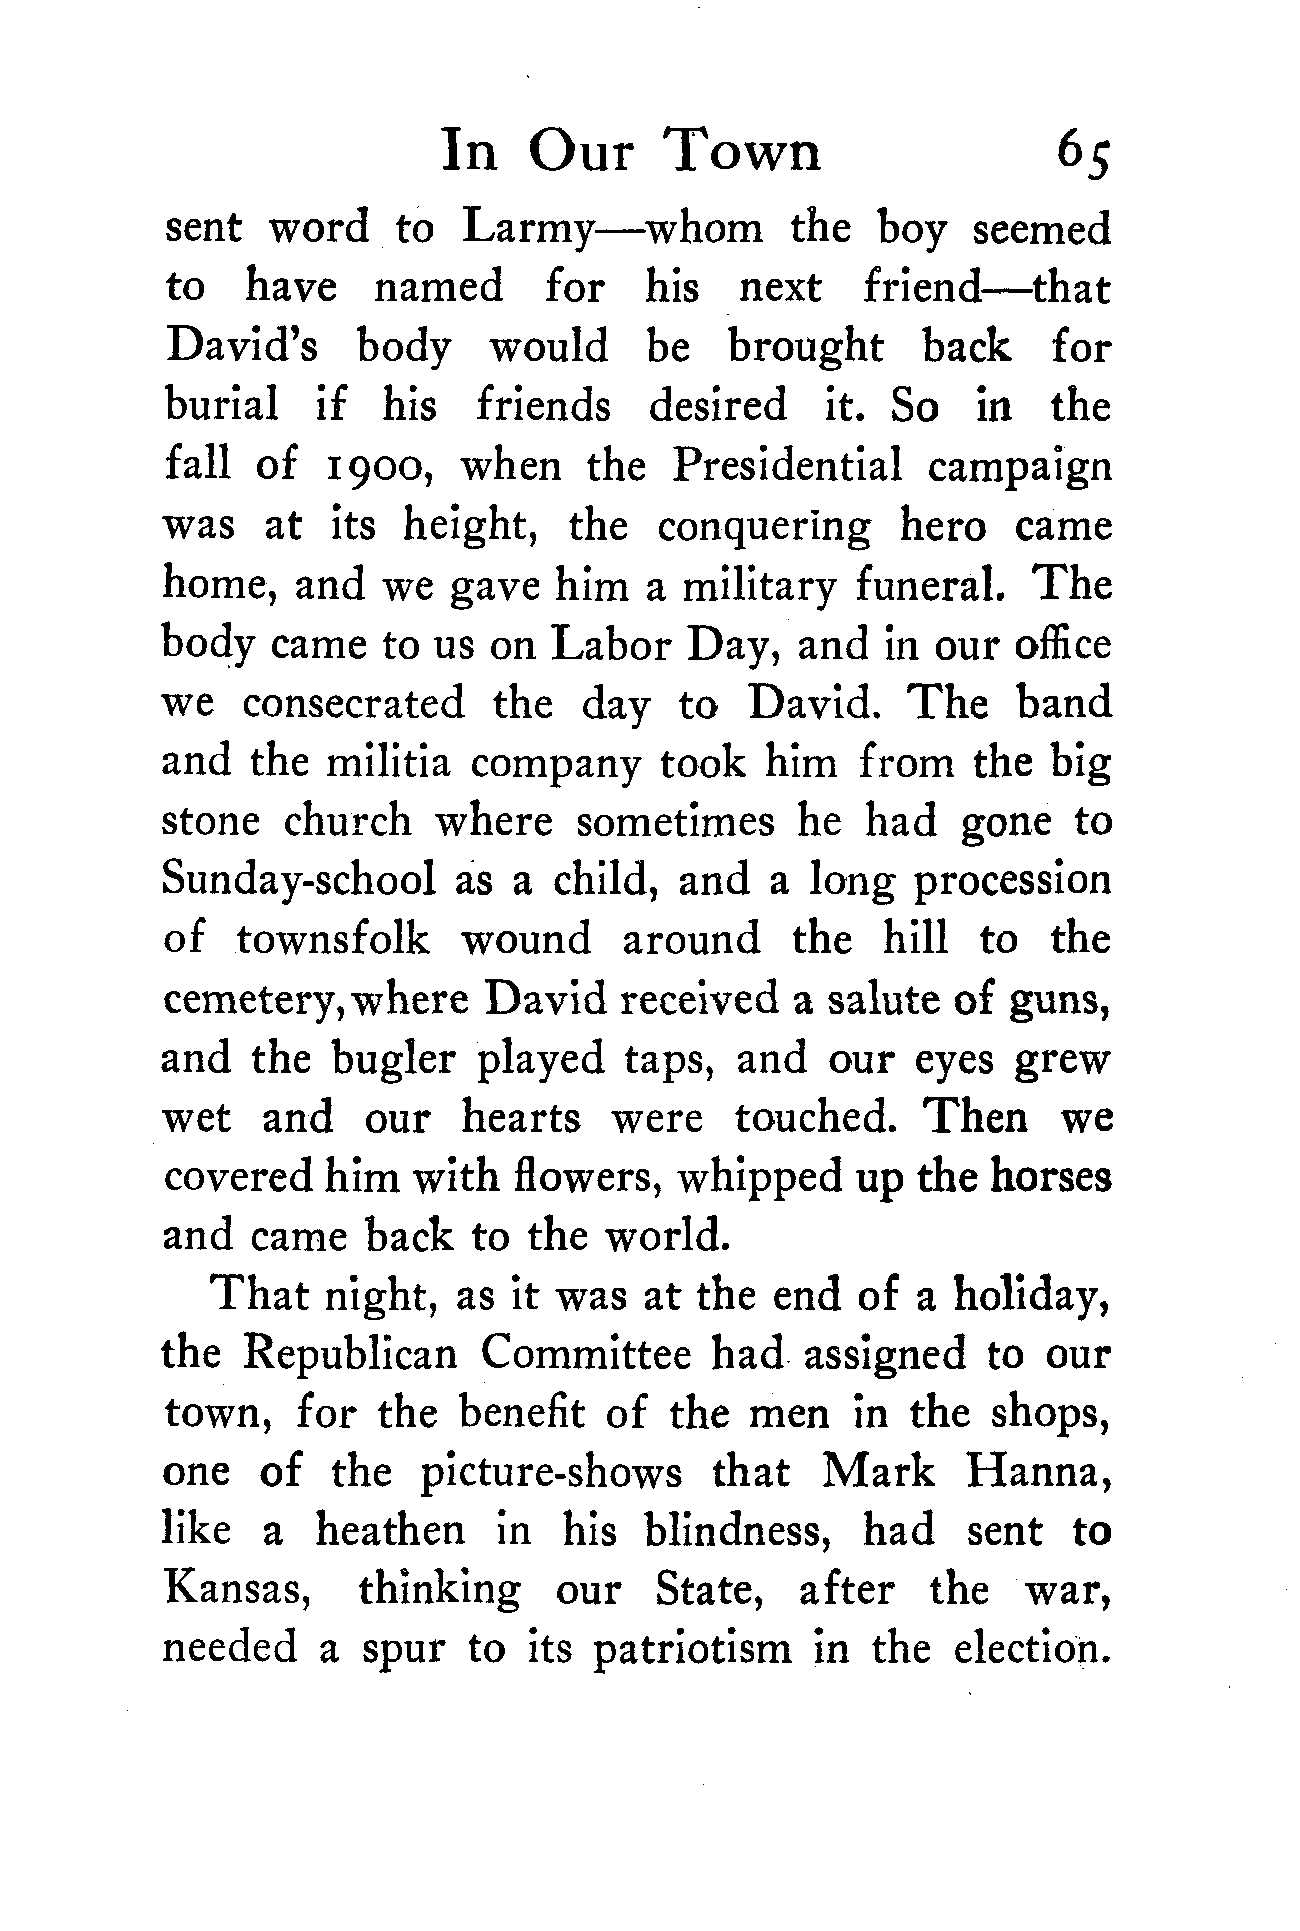 In Our Town 65
sent word to Larmy—whom the boy seemed
to have named for his next friend—that
David's body would be brought back for
burial if his friends desired it. So in the
fall of 1900, when the Presidential campaign
was at its height, the conquering hero came
home, and we gave him a military funeral. The
body came to us on Labor Day, and in our office
we consecrated the day to David. The band
and the militia company took him from the big
stone church where sometimes he had gone to
Sunday-school as a child, and a long procession
of townsfolk wound around the hill to the
cemetery, where David received a salute of guns,
and the bugler played taps, and our eyes grew
wet and our hearts were touched. Then we
covered him with flowers, whipped up the horses
and came back to the world.
That night, as it was at the end of a holiday,
the Republican Committee had assigned to our
town, for the benefit of the men in the shops,
one of the picture-shows that Mark Hanna,
like a heathen in his blindness, had sent to
Kansas, thinking our State, after the war,
needed a spur to its patriotism in the election.